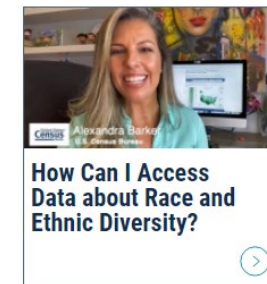 Census
Alexandra Barker
U.S. Census Bureau
How Can I Access
Data about Race and
Ethnic Diversity?